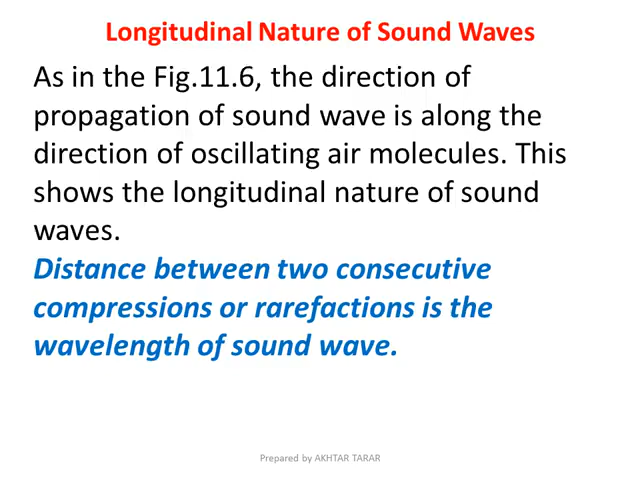 Longitudinal Nature of Sound Waves
As in the Fig.11.6, the direction of
propagation of sound wave is along the
direction of oscillating air molecules. This
shows the longitudinal nature of sound
waves.
Distance between two consecutive
compressions or rarefactions is the
wavelength of sound wave.
Prepared by AKHTAR TARAR